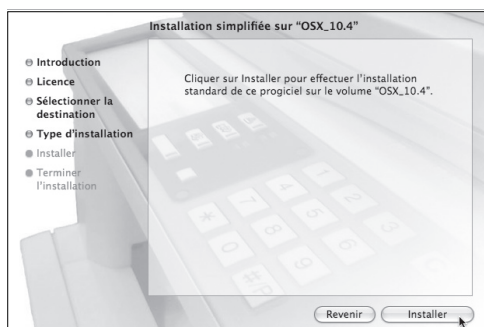 Installation simplifiée sur “OSX_10.4”
Introduction
Licence
Sélectionner la
destination
Type d’installation
Installer
Terminer
l’installation
Cliquer sur Installer pour effectuer l’installation
standard de ce progiciel sur le volume “OSX_10.4”.
Revenir
Installer